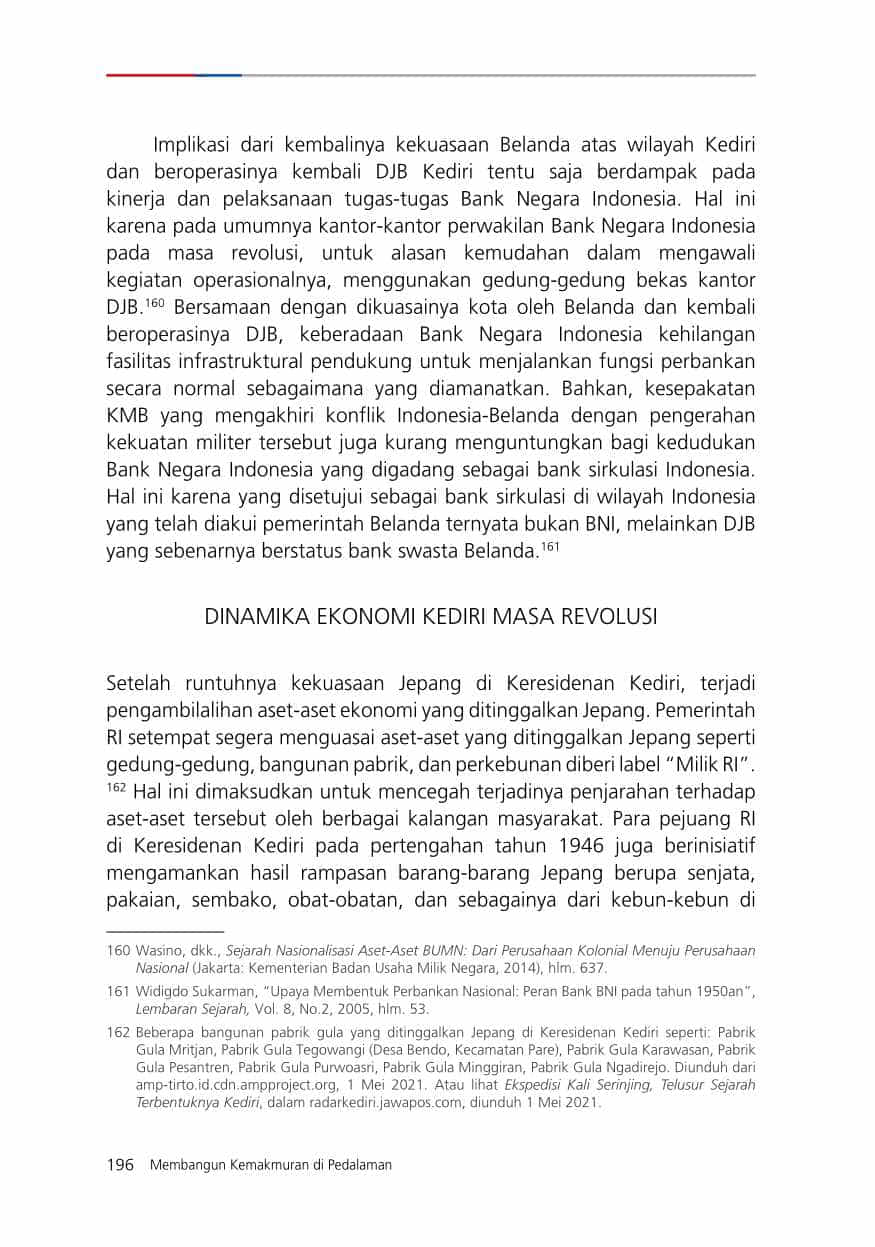 Implikasi dari kembalinya kekuasaan Belanda atas wilayah Kediri
dan beroperasinya kembali DJB Kediri tentu saja berdampak pada
kinerja dan pelaksanaan tugas-tugas Bank Negara Indonesia. Hal ini
karena pada umumnya kantor-kantor perwakilan Bank Negara Indonesia
pada masa revolusi, untuk alasan kemudahan dalam mengawali
kegiatan operasionalnya, menggunakan gedung-gedung bekas kantor
DJB.160 Bersamaan dengan dikuasainya kota oleh Belanda dan kembali
beroperasinya DJB, keberadaan Bank Negara Indonesia kehilangan
fasilitas infrastruktural pendukung untuk menjalankan fungsi perbankan
secara normal sebagaimana yang diamanatkan. Bahkan, kesepakatan
KMB yang mengakhiri konflik Indonesia-Belanda dengan pengerahan
kekuatan militer tersebut juga kurang menguntungkan bagi kedudukan
Bank Negara Indonesia yang digadang sebagai bank sirkulasi Indonesia.
Hal ini karena yang disetujui sebagai bank sirkulasi di wilayah Indonesia
yang telah diakui pemerintah Belanda ternyata bukan BNI, melainkan DJB
yang sebenarnya berstatus bank swasta Belanda.161
DINAMIKA EKONOMI KEDIRI MASA REVOLUSI
Setelah runtuhnya kekuasaan Jepang di Keresidenan Kediri, terjadi
pengambilalihan aset-aset ekonomi yang ditinggalkan Jepang. Pemerintah
RI setempat segera menguasai aset-aset yang ditinggalkan Jepang seperti
gedung-gedung, bangunan pabrik, dan perkebunan diberi label “Milik RI”.
162 Hal ini dimaksudkan untuk mencegah terjadinya penjarahan terhadap
aset-aset tersebut oleh berbagai kalangan masyarakat. Para pejuang RI
di Keresidenan Kediri pada pertengahan tahun 1946 juga berinisiatif
mengamankan hasil rampasan barang-barang Jepang berupa senjata,
pakaian, sembako, obat-obatan, dan sebagainya dari kebun-kebun di
160 Wasino, dkk., Sejarah Nasionalisasi Aset-Aset BUMN: Dari Perusahaan Kolonial Menuju Perusahaan
Nasional (Jakarta: Kementerian Badan Usaha Milik Negara, 2014), hlm. 637.
161 Widigdo Sukarman, “Upaya Membentuk Perbankan Nasional: Peran Bank BNI pada tahun 1950an”,
Lembaran Sejarah, Vol. 8, No.2, 2005, hlm. 53.
162 Beberapa bangunan pabrik gula yang ditinggalkan Jepang di Keresidenan Kediri seperti: Pabrik
Gula Mritjan, Pabrik Gula Tegowangi (Desa Bendo, Kecamatan Pare), Pabrik Gula Karawasan, Pabrik
Gula Pesantren, Pabrik Gula Purwoasri, Pabrik Gula Minggiran, Pabrik Gula Ngadirejo. Diunduh dari
amp-tirto.id.cdn.ampproject.org, 1 Mei 2021. Atau lihat Ekspedisi Kali Serinjing, Telusur Sejarah
Terbentuknya Kediri, dalam radarkediri.jawapos.com, diunduh 1 Mei 2021.
196 Membangun Kemakmuran di Pedalaman